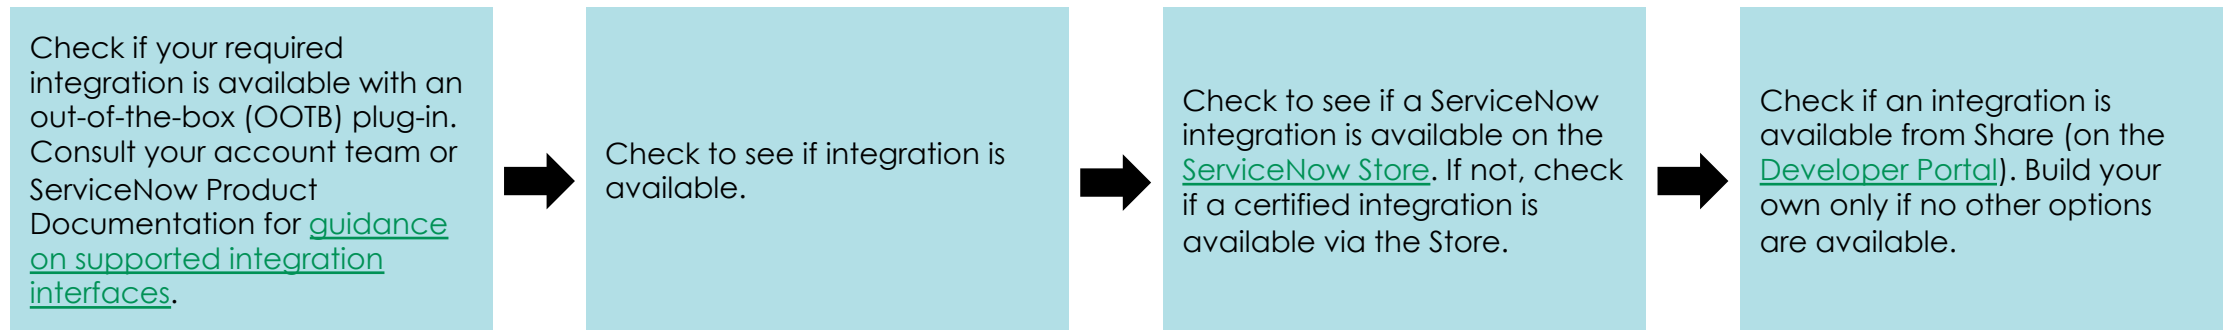 Check if your required
integration is available with an
out-of-the-box (OOTB) plug-in.
Consult your account team or
ServiceNow Product
Documentation for guidance
on supported integration
interfaces.
Check to see if integration is
available.
Check to see if a ServiceNow
integration is available on the
ServiceNow Store. If not, check
if a certified integration is
available via the Store.
Check if an integration is
available from Share (on the
Developer Portal). Build your
own only if no other options
are available.